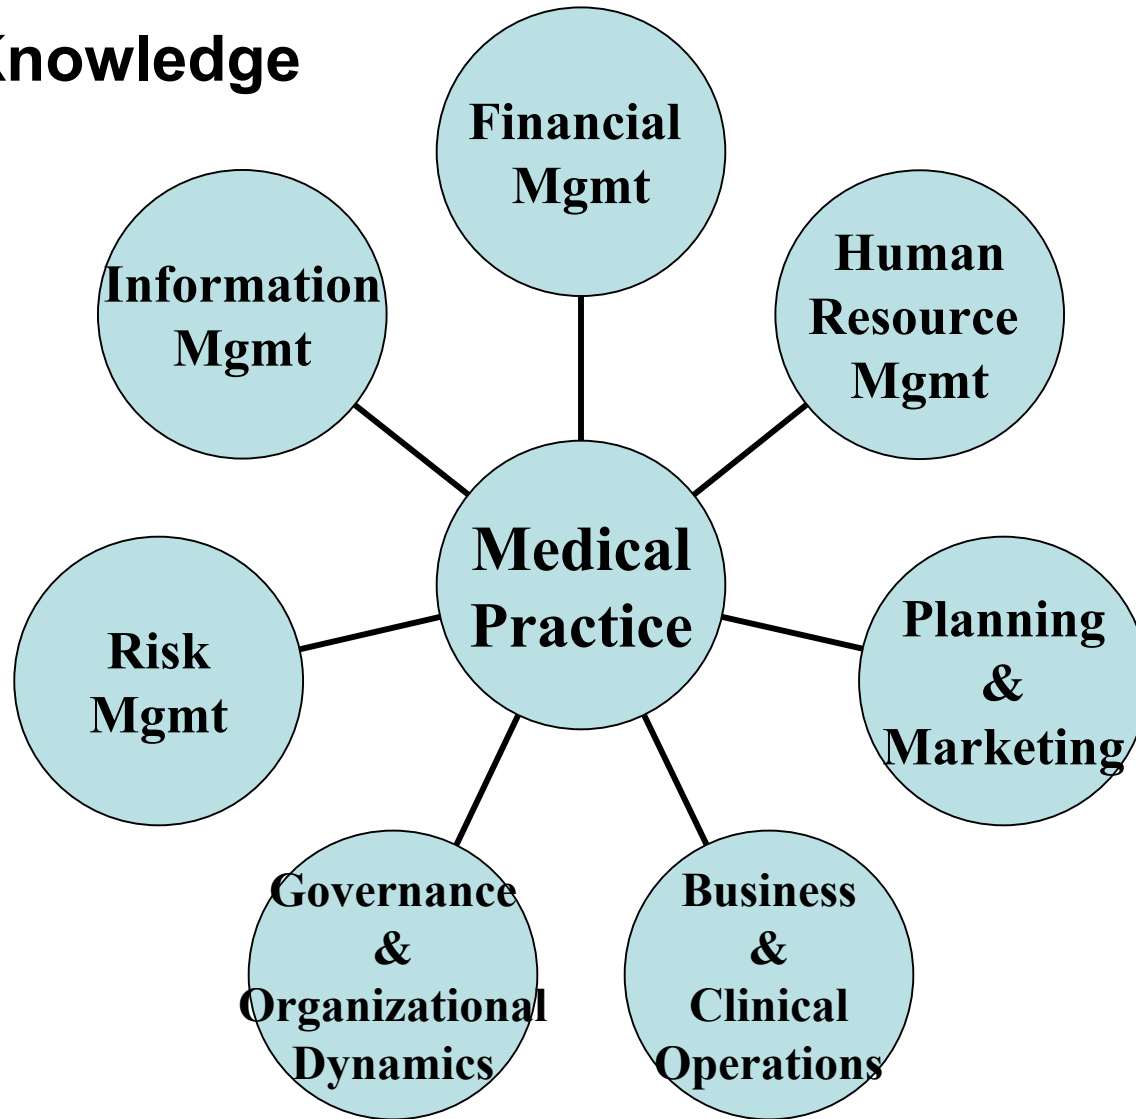 Knowledge
Financial
Mgmt
Human
Resource
Mgmt
Information
Mgmt
Medical
Practice
Planning
&
Marketing
Risk
Mgmt
Business
&
Clinical
Operations
Governance
&
Organizational
Dynamics